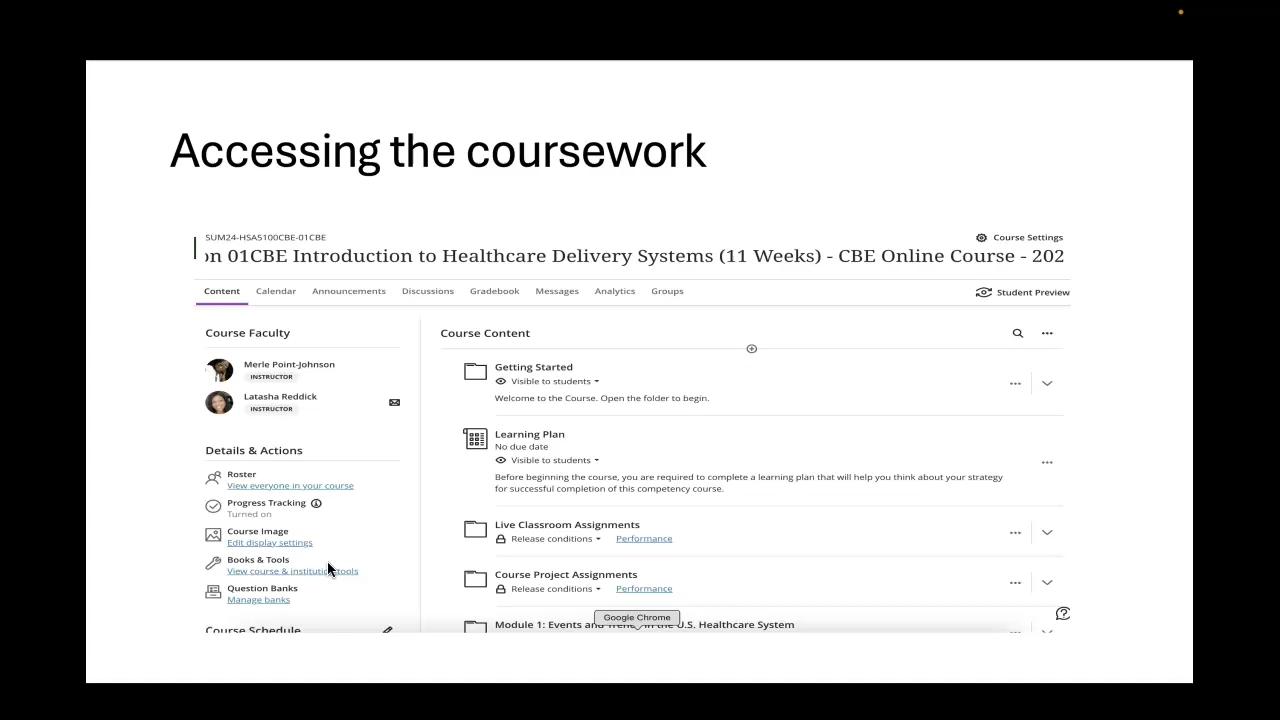 Accessing the coursework
SUM24-HSA5100CBE-01CBE
Course Settings
on 01CBE Introduction to Healthcare Delivery Systems (11 Weeks) - CBE Online Course - 202
Content Calendar Announcements Discussions Gradebook Messages Analytics Groups
Student Preview
Course Faculty
Merle Point-Johnson
INSTRUCTOR
Latasha Reddick
INSTRUCTOR
Details & Actions
Roster
View everyone in your course
Progress Tracking
Turned on
Course Image
Edit display settings
Books & Tools
View course & institution tools
Question Banks
Manage banks
Course Schedule
Course Content
Getting Started
Visible to students
Welcome to the Course. Open the folder to begin.
Learning Plan
No due date
Visible to students
Before beginning the course, you are required to complete a learning plan that will help you think about your strategy
for successful completion of this competency course.
Live Classroom Assignments
Release conditions Performance
Course Project Assignments
Release conditions Performance
Google Chrome
Module 1: Events and Trends in the U.S. Healthcare System